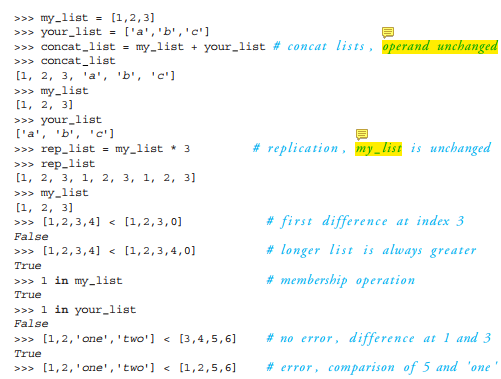 >>> my_list = [1,2,3]
>>> your_list = ['a','b','c']
>>> concat_list = my_list + your_list # concat lists, operand unchanged
>>> concat_list
[1, 2, 3, 'a', 'b', 'c']
>>> my_list
[1, 2, 3]
>>> your_list
['a', 'b', 'c']
>>> rep_list = my_list * 3 # replication, my_list is unchanged
>>> rep_list
[1, 2, 3, 1, 2, 3, 1, 2, 3]
>>> my_list
[1, 2, 3]
>>> [1,2,3,4] < [1,2,3,0] # first difference at index 3
False
>>> [1,2,3,4] < [1,2,3,4,0] # longer list is always greater
True
>>> 1 in my_list # membership operation
True
>>> 1 in your_list
False
>>> [1,2,'one','two'] < [3,4,5,6] # no error, difference at 1 and 3
True
>>> [1,2,'one','two'] < [1,2,5,6] # error, comparison of 5 and 'one'